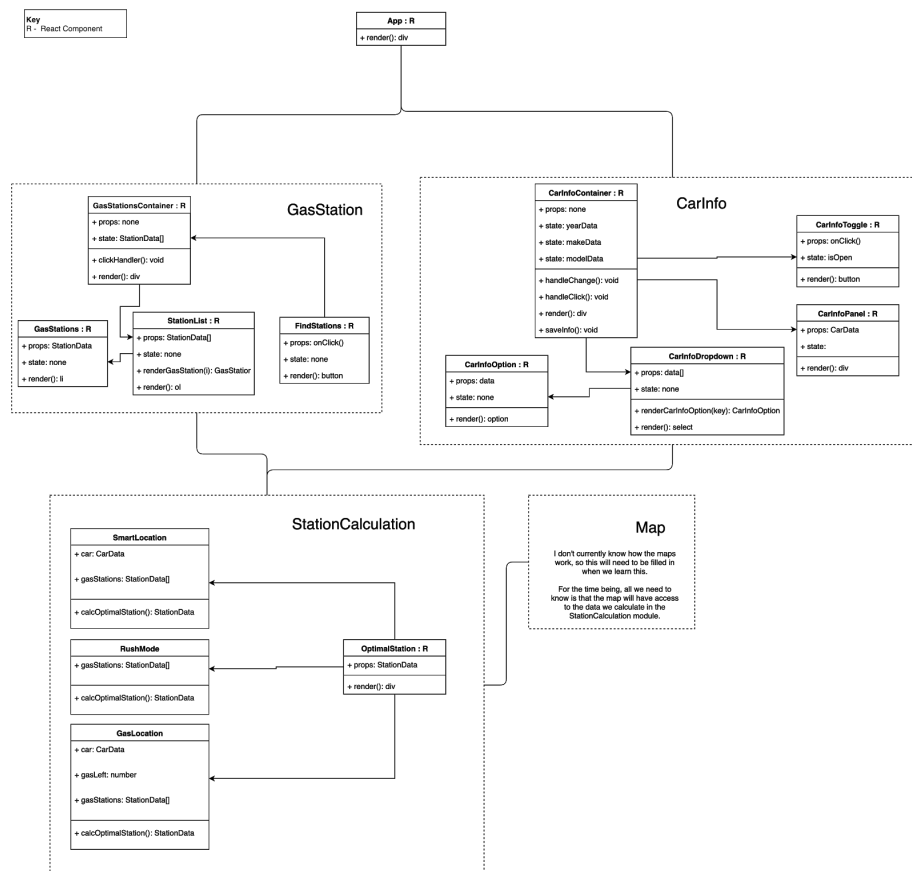 Key
R - React Component
App : R
+ render(): div
GasStation
GasStationsContainer : R
+ props: none
+ state: StationData[]
+ clickHandler(): void
+ render(): div
GasStations : R
+ props: StationData
+ state: none
+ render(): li
StationList : R
+ props: StationData[]
+ state: none
+ renderGasStation(i): GasStation
+ render(): ol
FindStations : R
+ props: onClick()
+ state: none
+ render(): button
CarInfo
CarInfoContainer : R
+ props: none
+ state: yearData
+ state: makeData
+ state: modelData
+ handleChange(): void
+ handleClick(): void
+ render(): div
+ saveInfo(): void
CarInfoToggle : R
+ props: onClick()
+ state: isOpen
+ render(): button
CarInfoPanel : R
+ props: CarData
+ state:
+ render(): div
CarInfoOption : R
+ props: data
+ state: none
+ render(): option
CarInfoDropdown : R
+ props: data[]
+ state: none
+ renderCarInfoOption(key): CarInfoOption
+ render(): select
StationCalculation
SmartLocation
+ car: CarData
+ gasStations: StationData[]
+ calcOptimalStation(): StationData
RushMode
+ gasStations: StationData[]
+ calcOptimalStation(): StationData
GasLocation
+ car: CarData
+ gasLeft: number
+ gasStations: StationData[]
+ calcOptimalStation(): StationData
OptimalStation : R
+ props: StationData
+ render(): div
Map
I don't currently know how the maps
work, so this will need to be filled in
when we learn this.
For the time being, all we need to
know is that the map will have access
to the data we calculate in the
StationCalculation module.